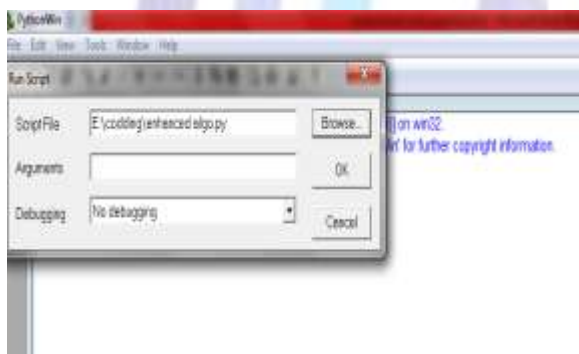 PythonWin
File Edit View Tools Window Help
Run Script
Script File E:\codding\enhanced algo.py Browse...
on win32.
for further copyright information.
Arguments OK
Debugging No debugging Cancel